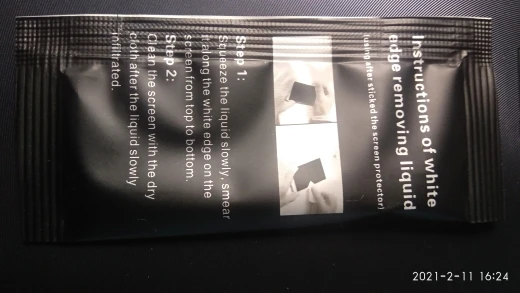 Instructions of white
edge removing liquid
(using after sticked the screen protector)
Step 1:
Squeeze the liquid slowly, smear
it along the white edge on the
screen from top to bottom.
Step 2:
Clean the screen with the dry
cloth after the liquid slowly
infiltrated.
2021-2-11 16:24